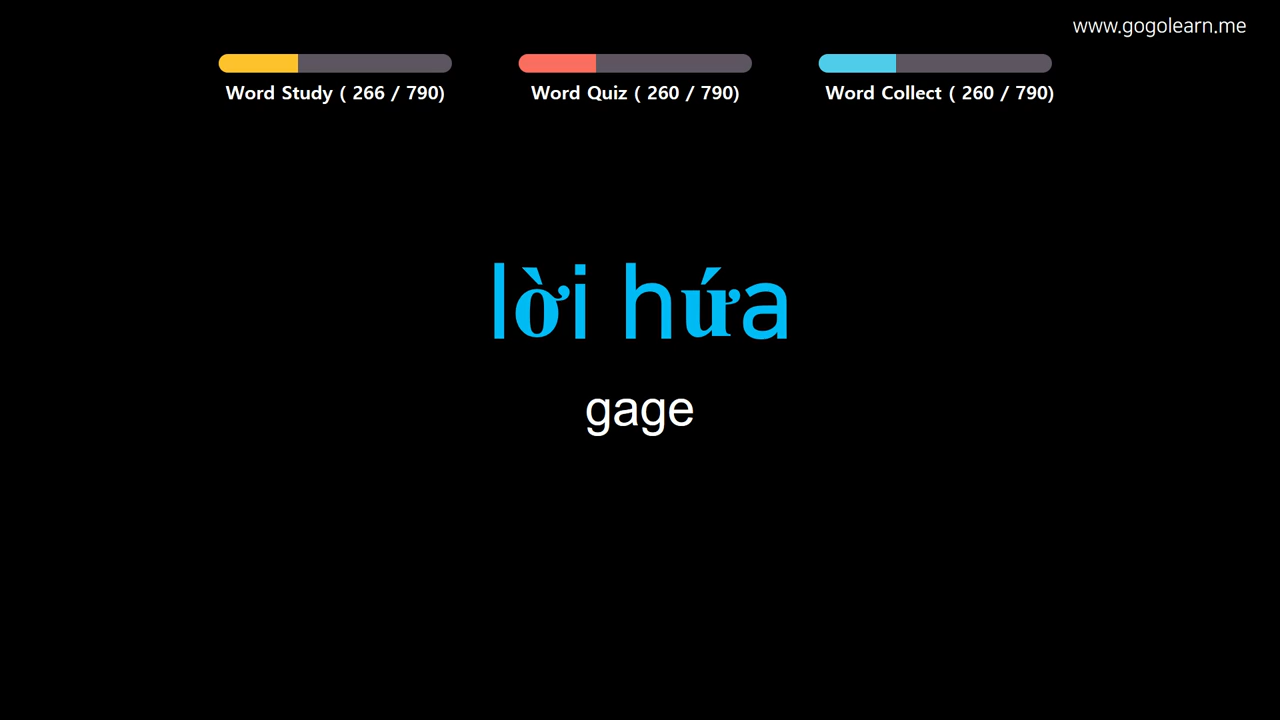 www.gogolearn.me
Word Study ( 266 / 790)
Word Quiz ( 260 / 790)
Word Collect ( 260 / 790)
lời hứa
gage